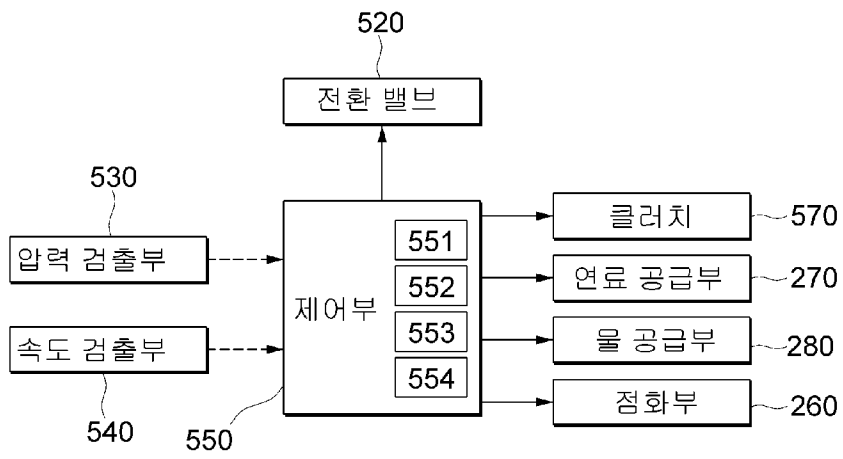 520
전환 밸브
530
압력 검출부
속도 검출부
540
550
제어부
551
552
553
554
클러치
570
연료 공급부
270
물 공급부
280
점화부
260